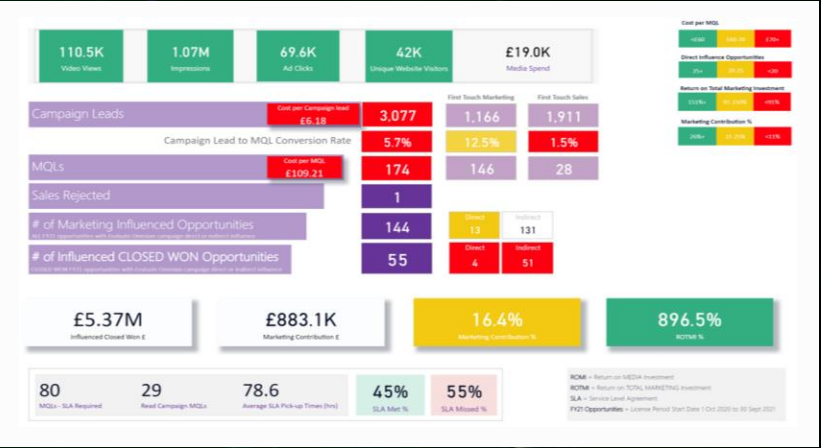 110.5K
Video Views
1.07M
Impressions
69.6K
Ad Clicks
42K
Unique Website Visitors
£19.0K
Media Spend
Cost per MQL
£70+
Direct Influence Opportunities
35+
<20
Return on Total Marketing Investment
Marketing Contribution %
26%+
First Touch Marketing
First Touch Sales
Campaign Leads
Cost per Campaign lead
£6.18
3,077
1,166
1,911
Campaign Lead to MQL Conversion Rate
5.7%
12.5%
1.5%
MQLs
Cost per MQL
£109.21
174
146
28
Sales Rejected
1
# of Marketing Influenced Opportunities
144
Direct
13
Indirect
131
# of Influenced CLOSED WON Opportunities
55
Direct
4
Indirect
51
£5.37M
Influenced Closed Won £
£883.1K
Marketing Contribution £
16.4%
Marketing Contribution %
896.5%
ROTMI %
80
MQLs - SLA Required
29
Read Campaign MQLs
78.6
Average SLA Pick-up Times (hrs)
45%
SLA Met %
55%
SLA Missed %
ROMI = Return on MEDIA Investment
ROTMI = Return on TOTAL MARKETING Investment
SLA = Service Level Agreement
FY21 Opportunities = License Period Start Date 1 Oct 2020 to 30 Sept 2021